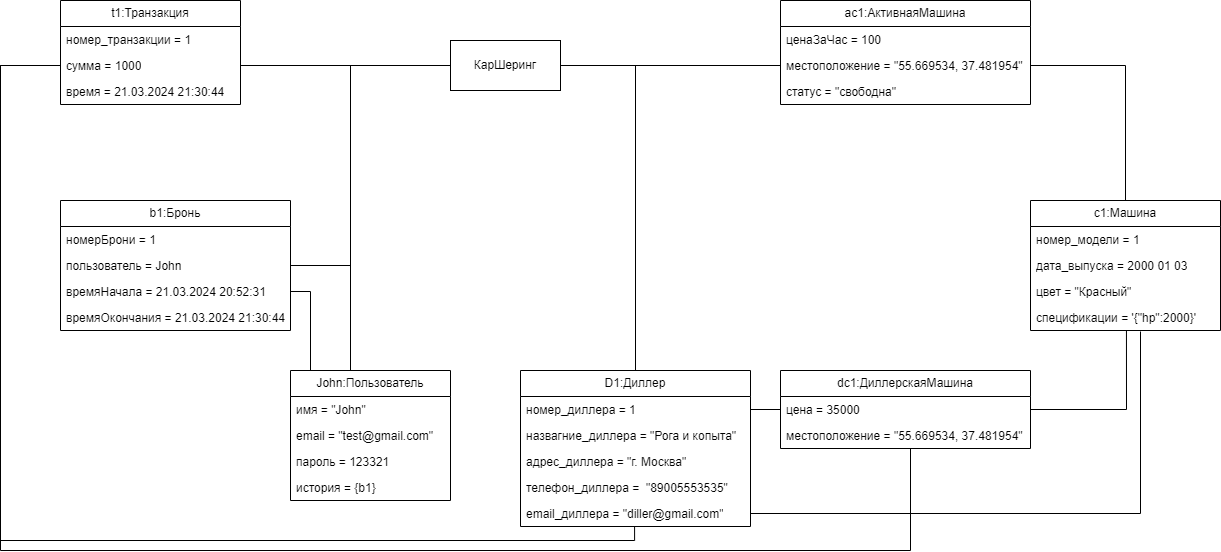 t1:Транзакция
номер_транзакции = 1
сумма = 1000
время = 21.03.2024 21:30:44
КарШеринг
ac1:АктивнаяМашина
ценаЗаЧас = 100
местоположение = "55.669534, 37.481954"
статус = "свободна"
b1:Бронь
номерБрони = 1
пользователь = John
времяНачала = 21.03.2024 20:52:31
времяОкончания = 21.03.2024 21:30:44
c1:Машина
номер_модели = 1
дата_выпуска = 2000 01 03
цвет = "Красный"
спецификации = '{"hp":2000}'
John:Пользователь
имя = "John"
email = "test@gmail.com"
пароль = 123321
история = {b1}
D1:Диллер
номер_диллера = 1
назвагние_диллера = "Рога и копыта"
адрес_диллера = "г. Москва"
телефон_диллера = "89005553535"
email_диллера = "diller@gmail.com"
dc1:ДиллерскаяМашина
цена = 35000
местоположение = "55.669534, 37.481954"